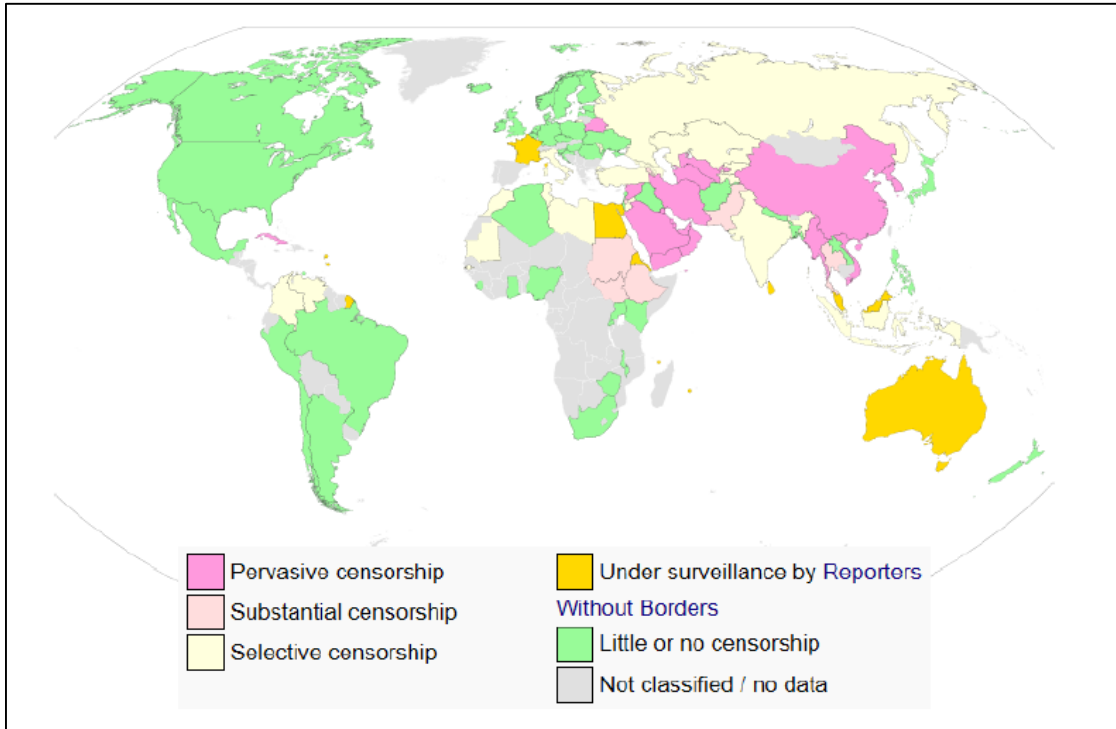 Pervasive censorship
Substantial censorship
Selective censorship
Under surveillance by Reporters
Without Borders
Little or no censorship
Not classified / no data